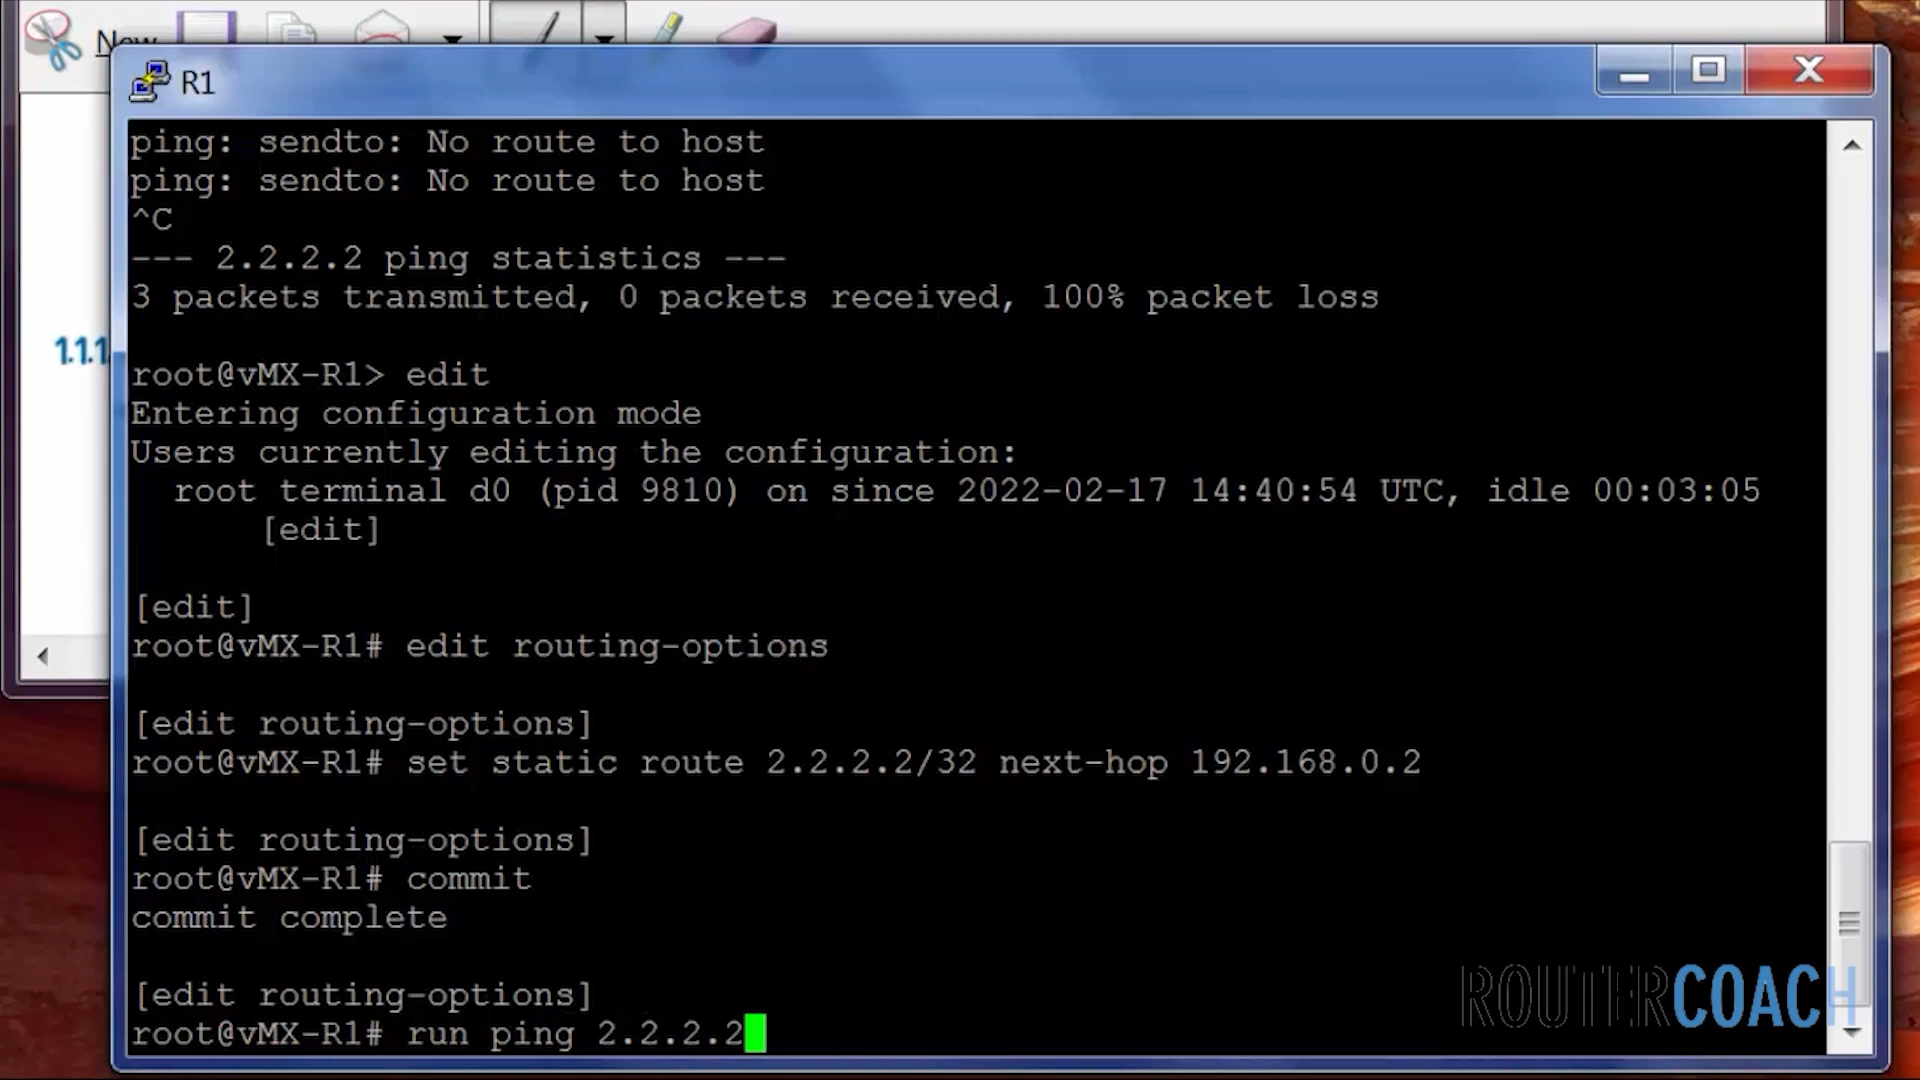 New
R1
ping: sendto: No route to host
ping: sendto: No route to host
^C
--- 2.2.2.2 ping statistics ---
3 packets transmitted, 0 packets received, 100% packet loss
1.1.1
root@vMX-R1> edit
Entering configuration mode
Users currently editing the configuration:
  root terminal d0 (pid 9810) on since 2022-02-17 14:40:54 UTC, idle 00:03:05
      [edit]
[edit]
root@vMX-R1# edit routing-options
[edit routing-options]
root@vMX-R1# set static route 2.2.2.2/32 next-hop 192.168.0.2
[edit routing-options]
root@vMX-R1# commit
commit complete
[edit routing-options]
root@vMX-R1# run ping 2.2.2.2
ROUTERCOACH